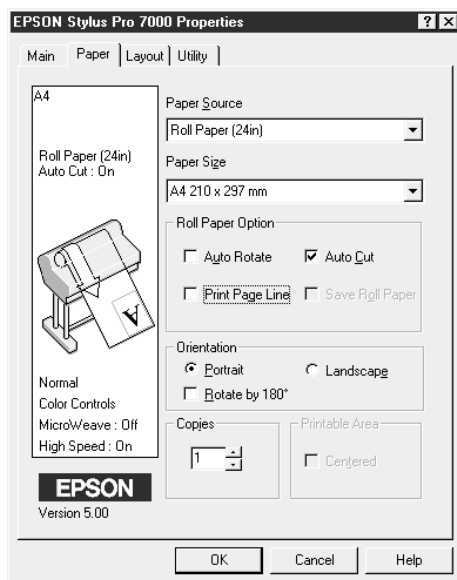 EPSON Stylus Pro 7000 Properties
Main Paper Layout Utility
A4
Roll Paper (24in)
Auto Cut : On
A
Normal
Color Controls
MicroWeave : Off
High Speed : On
EPSON
Version 5.00
Paper Source
Roll Paper (24in)
Paper Size
A4 210 x 297 mm
Roll Paper Option
Auto Rotate Auto Cut
Print Page Line Save Roll Paper
Orientation
Portrait Landscape
Rotate by 180°
Copies
1
Printable Area
Centered
OK Cancel Help